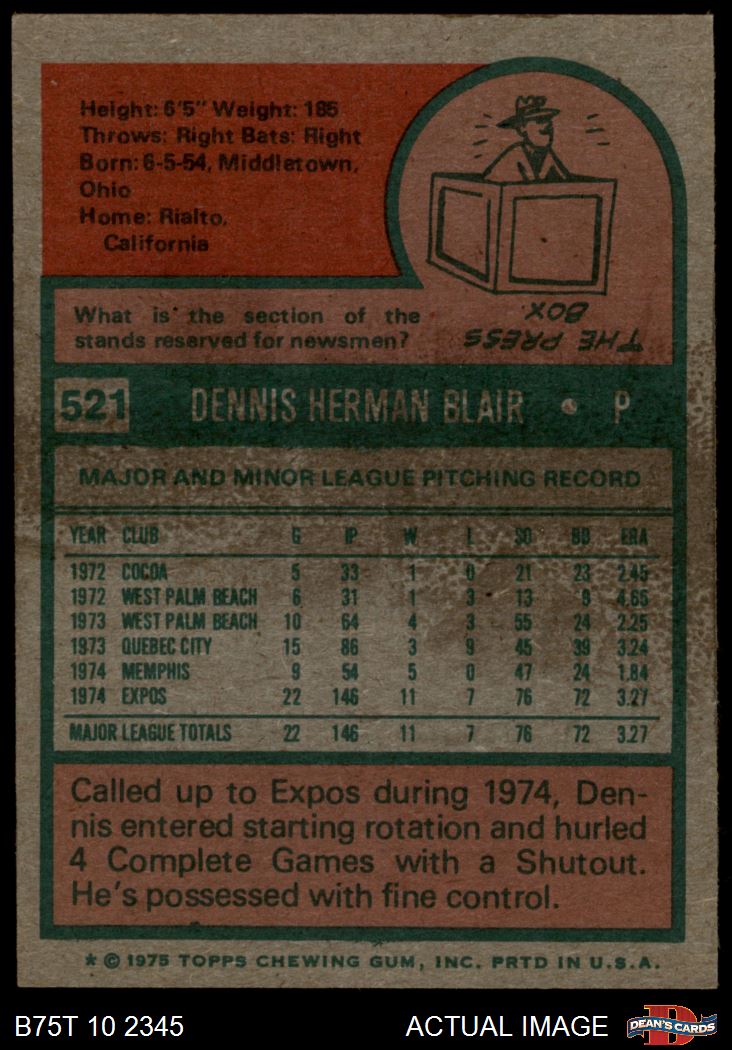 Height: 6'5" Weight: 185
Throws: Right Bats: Right
Born: 6-5-54, Middletown,
Ohio
Home: Rialto,
California
What is the section of the
stands reserved for newsmen?
THE PRESS
BOX
521 DENNIS HERMAN BLAIR • P
MAJOR AND MINOR LEAGUE PITCHING RECORD
YEAR CLUB G IP W L SO BB ERA
1972 COCOA 5 33 1 0 21 23 2.45
1972 WEST PALM BEACH 6 31 1 3 13 9 4.65
1973 WEST PALM BEACH 10 64 4 3 55 24 2.25
1973 QUEBEC CITY 15 86 3 9 45 39 3.24
1974 MEMPHIS 9 54 5 0 47 24 1.84
1974 EXPOS 22 146 11 7 76 72 3.27
MAJOR LEAGUE TOTALS 22 146 11 7 76 72 3.27
Called up to Expos during 1974, Den-
nis entered starting rotation and hurled
4 Complete Games with a Shutout.
He's possessed with fine control.
* © 1975 TOPPS CHEWING GUM, INC. PRTD IN U.S.A.
B75T 10 2345 ACTUAL IMAGE DEAN'S CARDS